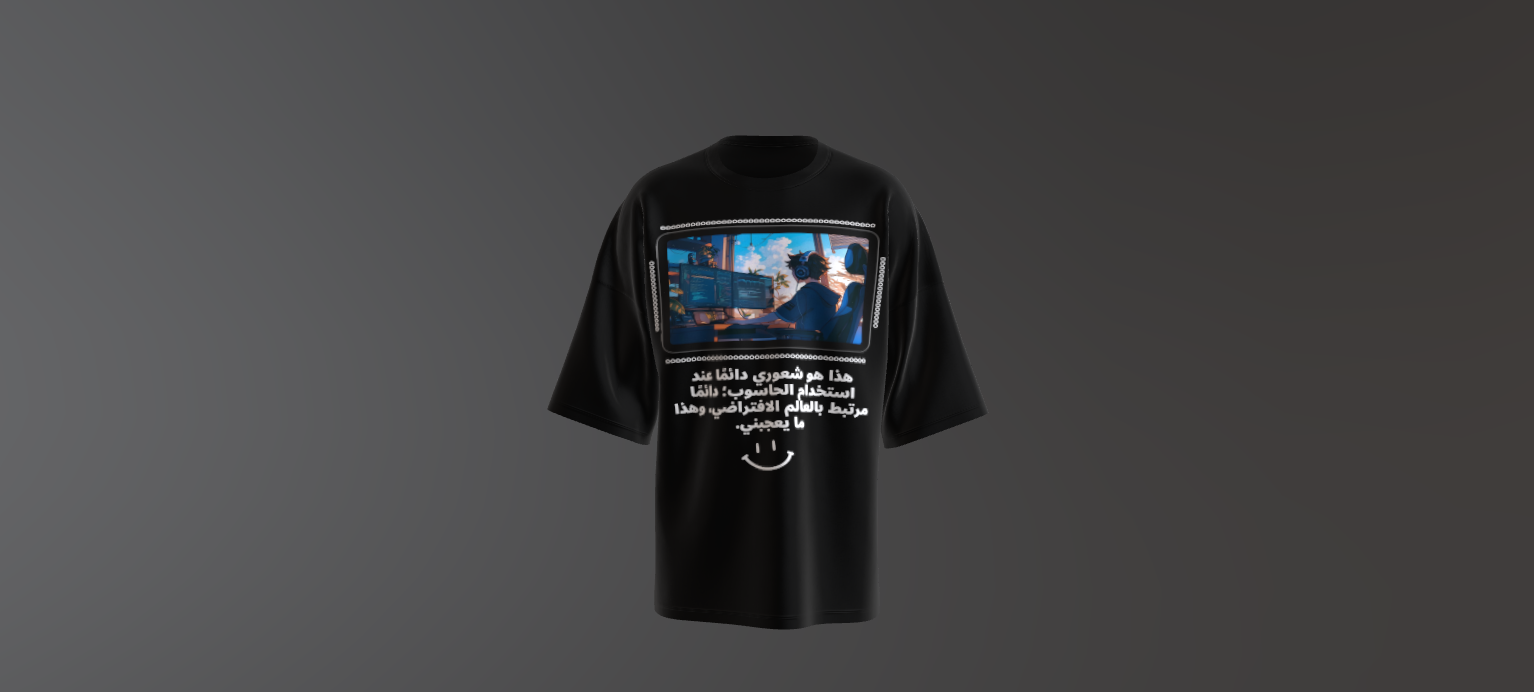 هذا هو شعوري دائمًا عند
استخدام الحاسوب؛ دائمًا
مرتبط بالعالم الافتراضي، وهذا
ما يعجبني.